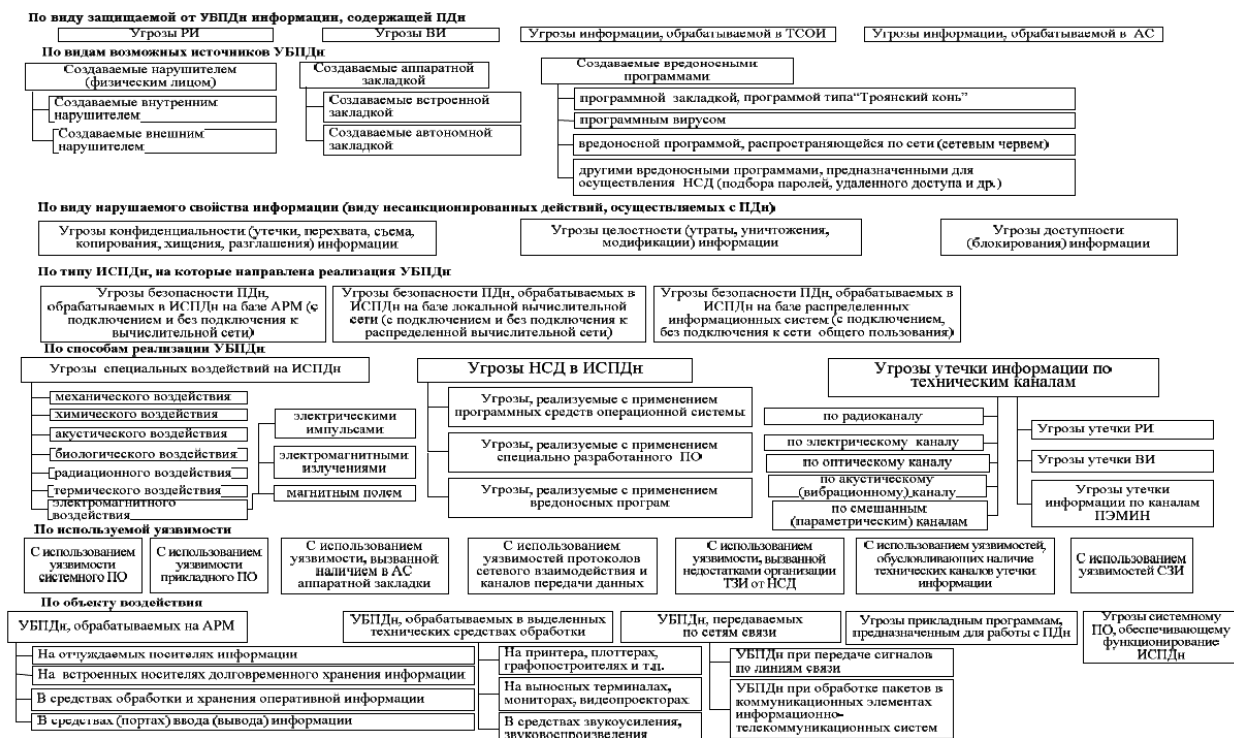 По виду защищаемой от УБПДн информации, содержащей ПДн
Угрозы РИ
Угрозы ВИ
Угрозы информации, обрабатываемой в ТСОИ
Угрозы информации, обрабатываемой в АС
По видам возможных источников УБПДн
Создаваемые нарушителем
(физическим лицом)
Создаваемые внутренним
нарушителем
Создаваемые внешним
нарушителем
Создаваемые аппаратной
закладкой
Создаваемые встроенной
закладкой
Создаваемые автономной
закладкой
Создаваемые вредоносными
программами
программной закладкой, программой типа“Троянский конь”
программным вирусом
вредоносной программой, распространяющейся по сети (сетевым червем)
другими вредоносными программами, предназначенными для
осуществления НСД (подбора паролей, удаленного доступа и др.)
По виду нарушаемого свойства информации (виду несанкционированных действий, осуществляемых с ПДн)
Угрозы конфиденциальности (утечки, перехвата, съема,
копирования, хищения, разглашения) информации
Угрозы целостности (утраты, уничтожения,
модификации) информации
Угрозы доступности
(блокирования) информации
По типу ИСПДн, на которые направлена реализация УБПДн
Угрозы безопасности ПДн,
обрабатываемых в ИСПДн на базе АРМ (с
подключением и без подключения к
вычислительной сети)
Угрозы безопасности ПДн, обрабатываемых в
ИСПДн на базе локальной вычислительной
сети (с подключением и без подключения к
распределенной вычислительной сети)
Угрозы безопасности ПДн, обрабатываемых в
ИСПДн на базе распределенных
информационных систем (с подключением,
без подключения к сети общего пользования)
По способам реализации УБПДн
Угрозы специальных воздействий на ИСПДн
механического воздействия
химического воздействия
акустического воздействия
биологического воздействия
радиационного воздействия
термического воздействия
электромагнитного
воздействия
электрическими
импульсами
электромагнитными
излучениями
магнитным полем
Угрозы НСД в ИСПДн
Угрозы, реализуемые с применением
программных средств операционной системы
Угрозы, реализуемые с применением
специально разработанного ПО
Угрозы, реализуемые с применением
вредоносных програм
Угрозы утечки информации по
техническим каналам
по радиоканалу
по электрическому каналу
по оптическому каналу
по акустическому
(вибрационному) каналу
по смешанным
(параметрическим) каналам
Угрозы утечки РИ
Угрозы утечки ВИ
Угрозы утечки
информации по каналам
ПЭМИН
По используемой уязвимости
С использованием
уязвимости
системного ПО
С использованием
уязвимости
прикладного ПО
С использованием
уязвимости, вызванной
наличием в АС
аппаратной закладки
С использованием
уязвимостей протоколов
сетевого взаимодействия и
каналов передачи данных
С использованием
уязвимости, вызванной
недостатками организации
ТЗИ от НСД
С использованием уязвимостей,
обусловливающих наличие
технических каналов утечки
информации
С использованием
уязвимостей СЗИ
По объекту воздействия
УБПДн, обрабатываемых на АРМ
На отчуждаемых носителях информации
На встроенных носителях долговременного хранения информации
В средствах обработки и хранения оперативной информации
В средствах (портах) ввода (вывода) информации
УБПДн, обрабатываемых в выделенных
технических средствах обработки
На принтера, плоттерах,
графопостроителях и т.п.
На выносных терминалах,
мониторах, видеопроекторах
В средствах звукоусиления,
звуковоспроизведения
УБПДн, передаваемых
по сетям связи
УБПДн при передаче сигналов
по линиям связи
УБПДн при обработке пакетов в
коммуникационных элементах
информационно-
телекоммуникационных систем
Угрозы прикладным программам,
предназначенным для работы с ПДн
Угрозы системному
ПО, обеспечивающему
функционирование
ИСПДн